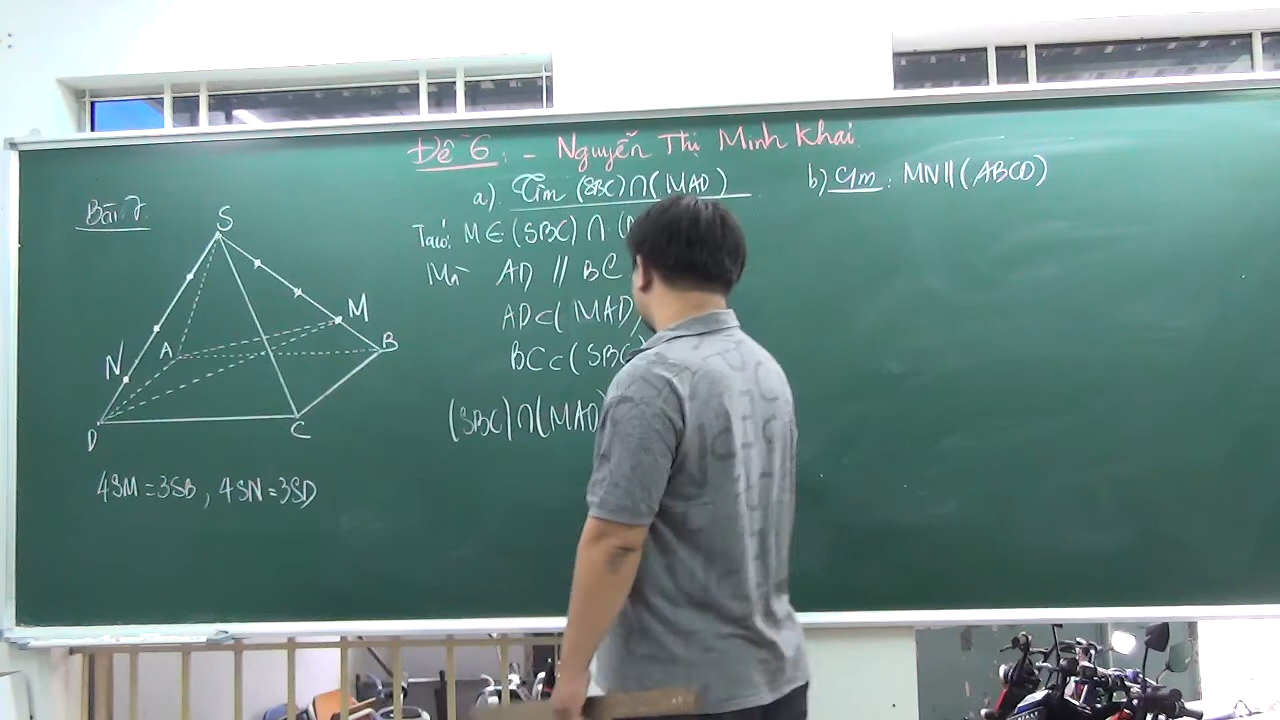 Đề 6: - Nguyễn Thị Minh Khai
Bài 7.
a). Tìm (SBC)∩(MAD)
Ta có: M ∈ (SBC) ∩ (
Mà AD // BC
AD⊂(MAD)
BC⊂(SBC)
(SBC)∩(MAD)
b) Cm: MN // (ABCD)
S
M
B
A
N
D
C
4SM=3SB, 4SN=3SD